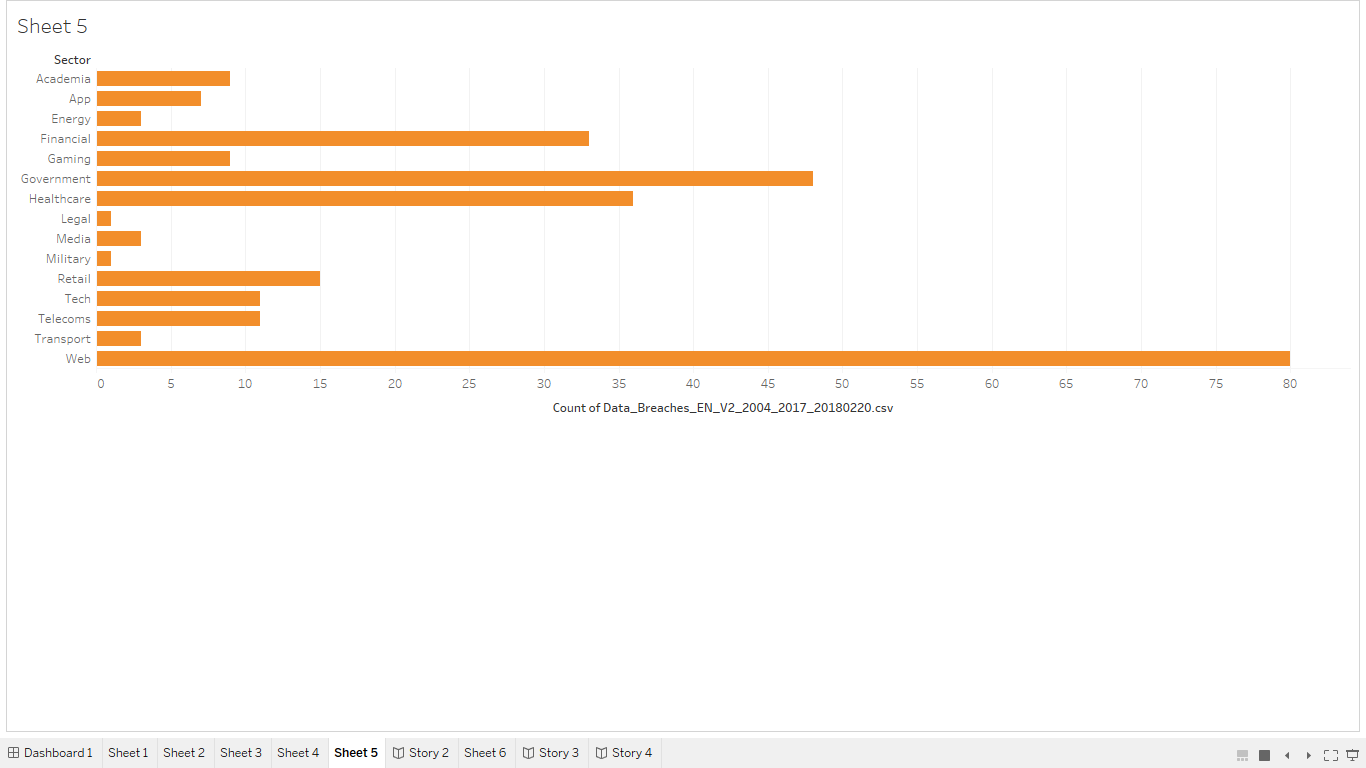 Sheet 5
Sector
Academia
App
Energy
Financial
Gaming
Government
Healthcare
Legal
Media
Military
Retail
Tech
Telecoms
Transport
Web
0 5 10 15 20 25 30 35 40 45 50 55 60 65 70 75 80
Count of Data_Breaches_EN_V2_2004_2017_20180220.csv
Dashboard 1 Sheet 1 Sheet 2 Sheet 3 Sheet 4 Sheet 5 Story 2 Sheet 6 Story 3 Story 4